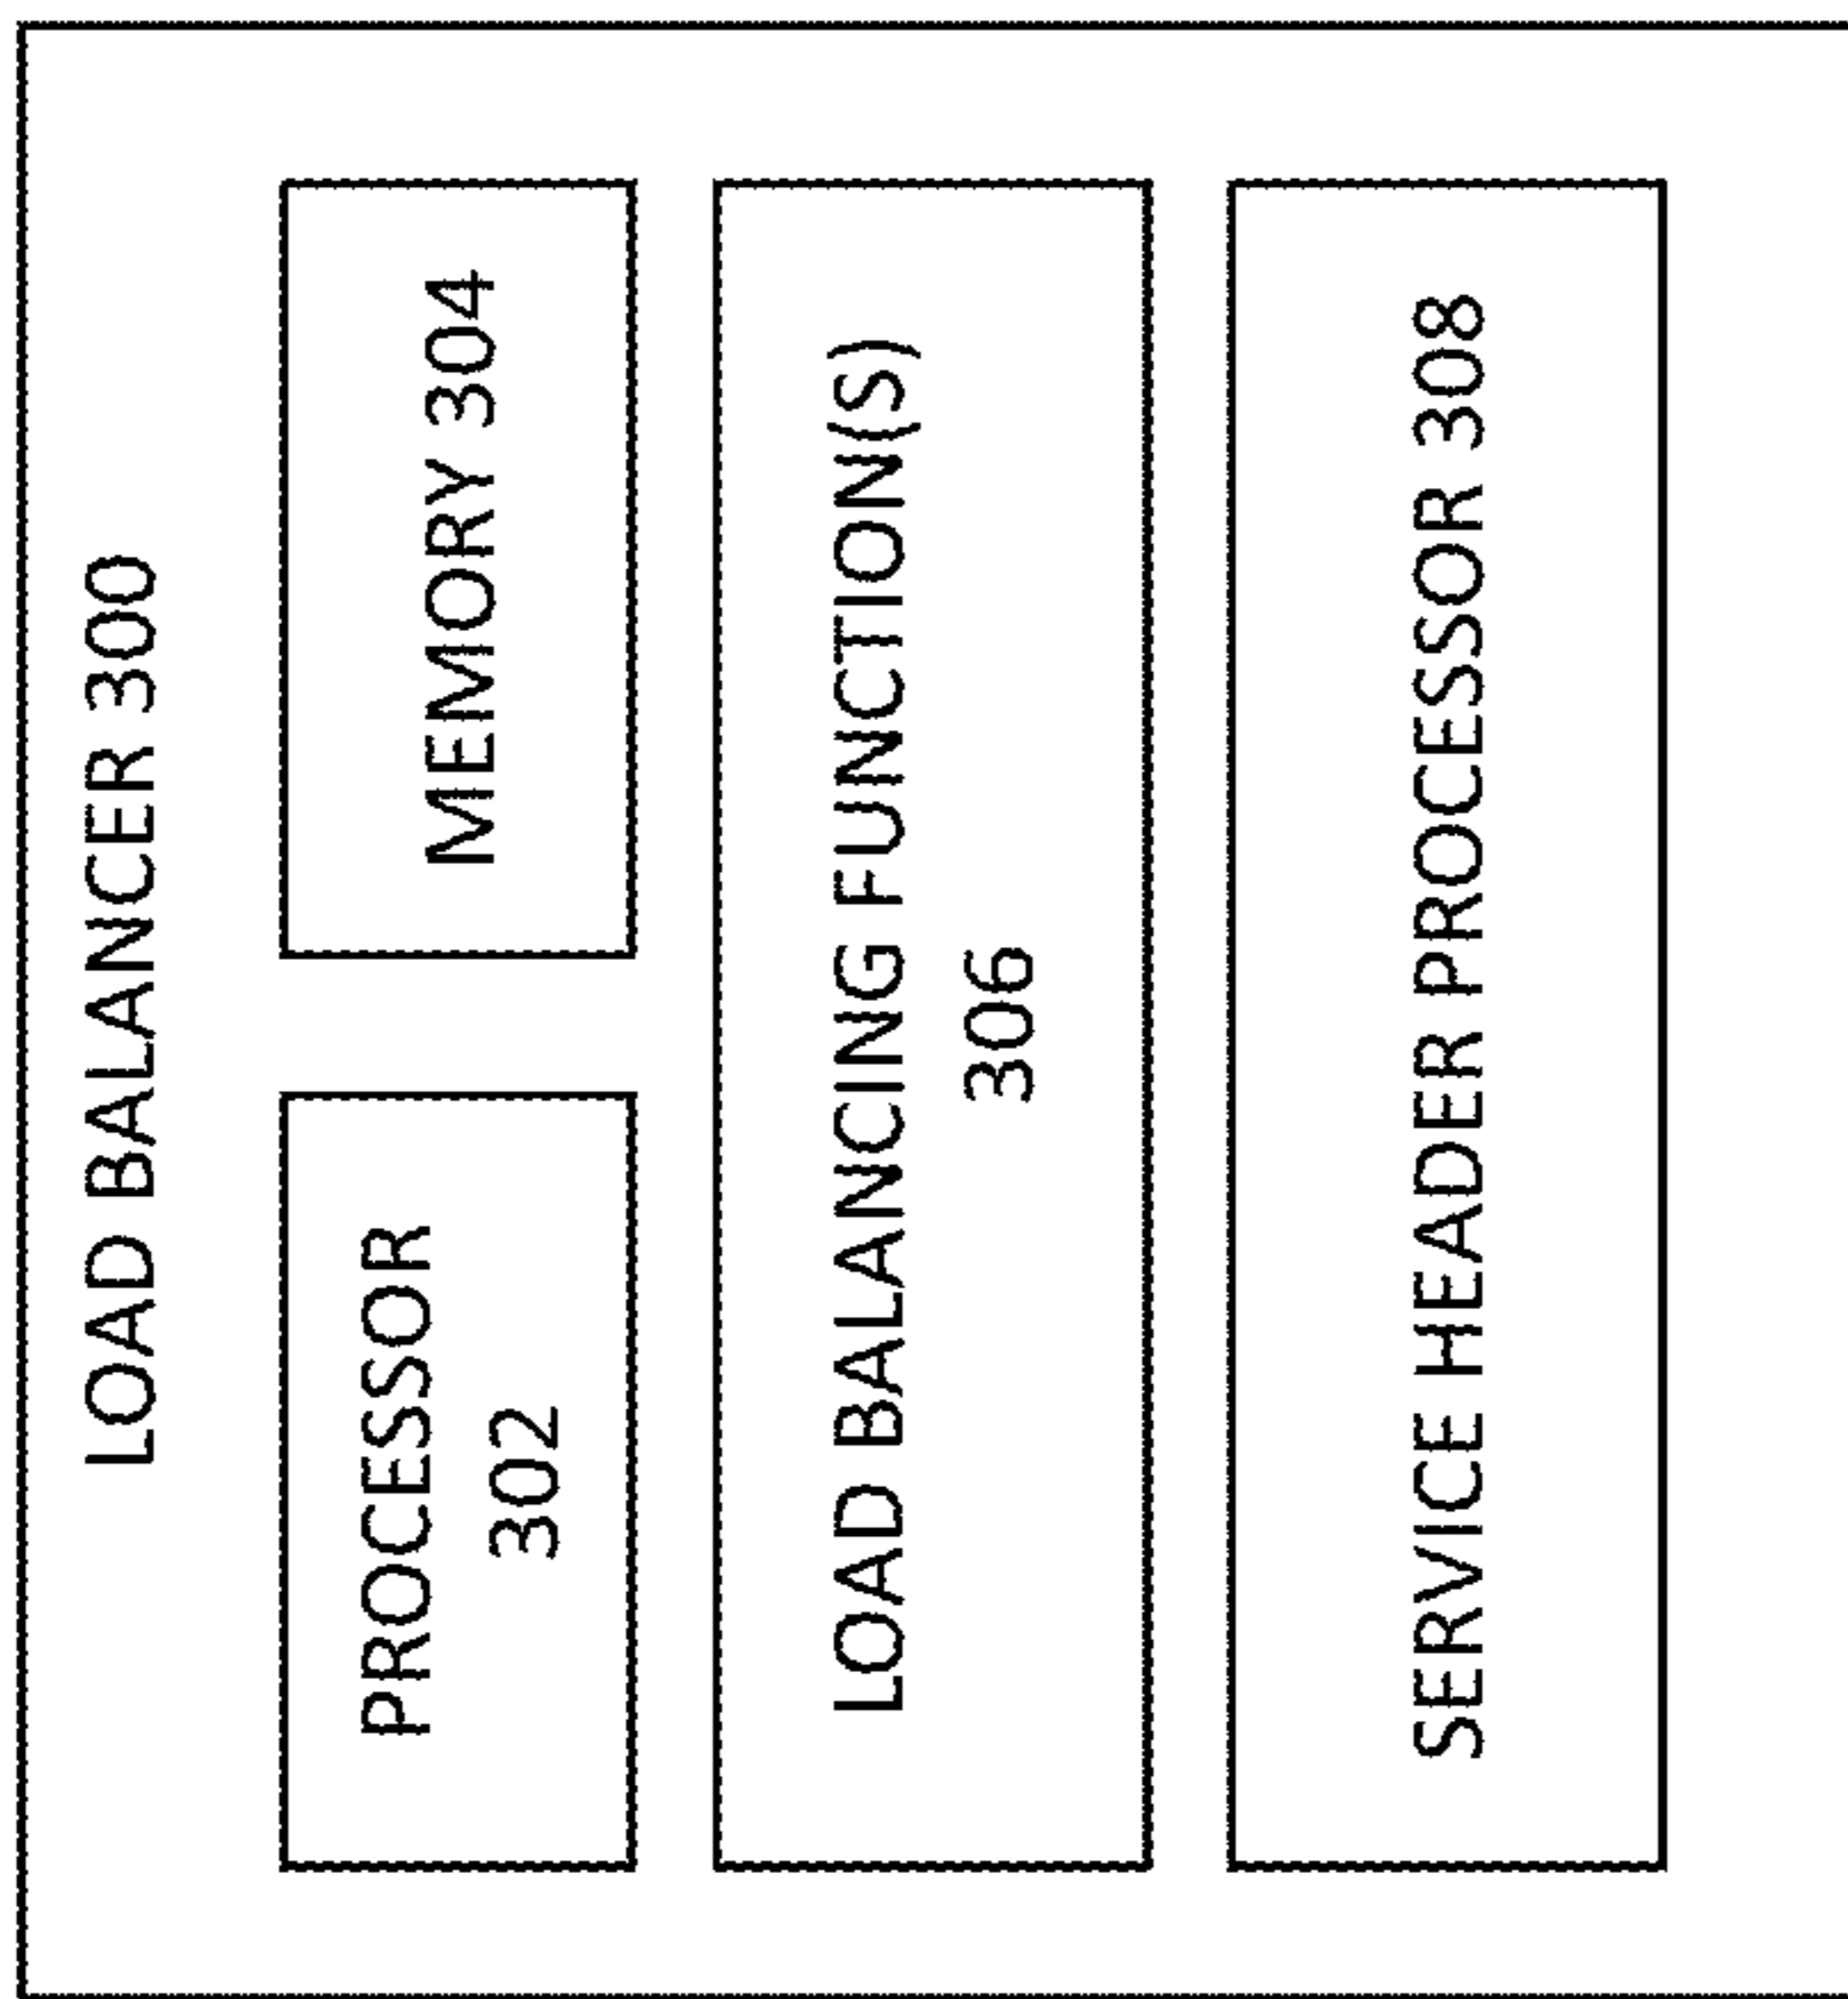 LOAD BALANCER 300
PROCESSOR
302
MEMORY 304
LOAD BALANCING FUNCTION(S)
306
SERVICE HEADER PROCESSOR 308